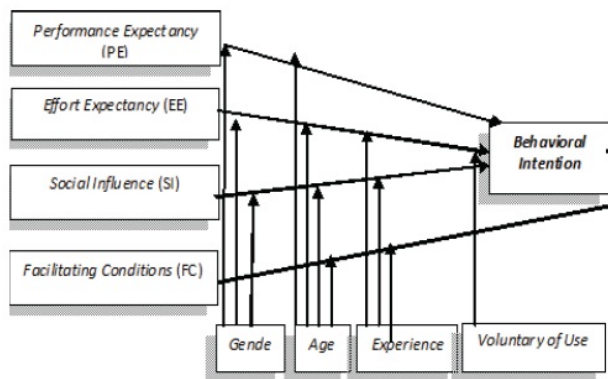 Performance Expectancy
(PE)
Effort Expectancy (EE)
Social Influence (SI)
Facilitating Conditions (FC)
Behavioral
Intention
Gende
Age
Experience
Voluntary of Use